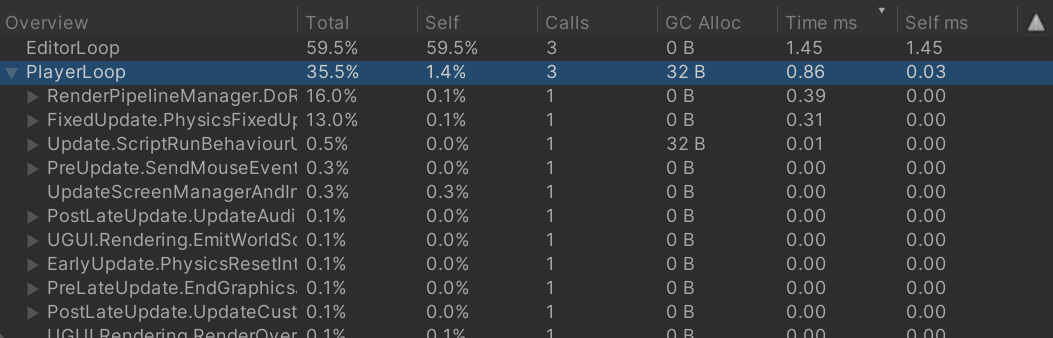 Overview Total Self Calls GC Alloc Time ms Self ms
EditorLoop 59.5% 59.5% 3 0 B 1.45 1.45
PlayerLoop 35.5% 1.4% 3 32 B 0.86 0.03
RenderPipelineManager.DoR 16.0% 0.1% 1 0 B 0.39 0.00
FixedUpdate.PhysicsFixedUp 13.0% 0.1% 1 0 B 0.31 0.00
Update.ScriptRunBehaviourU 0.5% 0.0% 1 32 B 0.01 0.00
PreUpdate.SendMouseEvent 0.3% 0.0% 1 0 B 0.00 0.00
UpdateScreenManagerAndIn 0.3% 0.3% 1 0 B 0.00 0.00
PostLateUpdate.UpdateAudi 0.1% 0.0% 1 0 B 0.00 0.00
UGUI.Rendering.EmitWorldSc 0.1% 0.0% 1 0 B 0.00 0.00
EarlyUpdate.PhysicsResetInt 0.1% 0.0% 1 0 B 0.00 0.00
PreLateUpdate.EndGraphicsJ 0.1% 0.0% 1 0 B 0.00 0.00
PostLateUpdate.UpdateCust 0.1% 0.0% 1 0 B 0.00 0.00
UGUI.Rendering.RenderOver 0.1% 0.1% 1 0 B 0.00 0.00